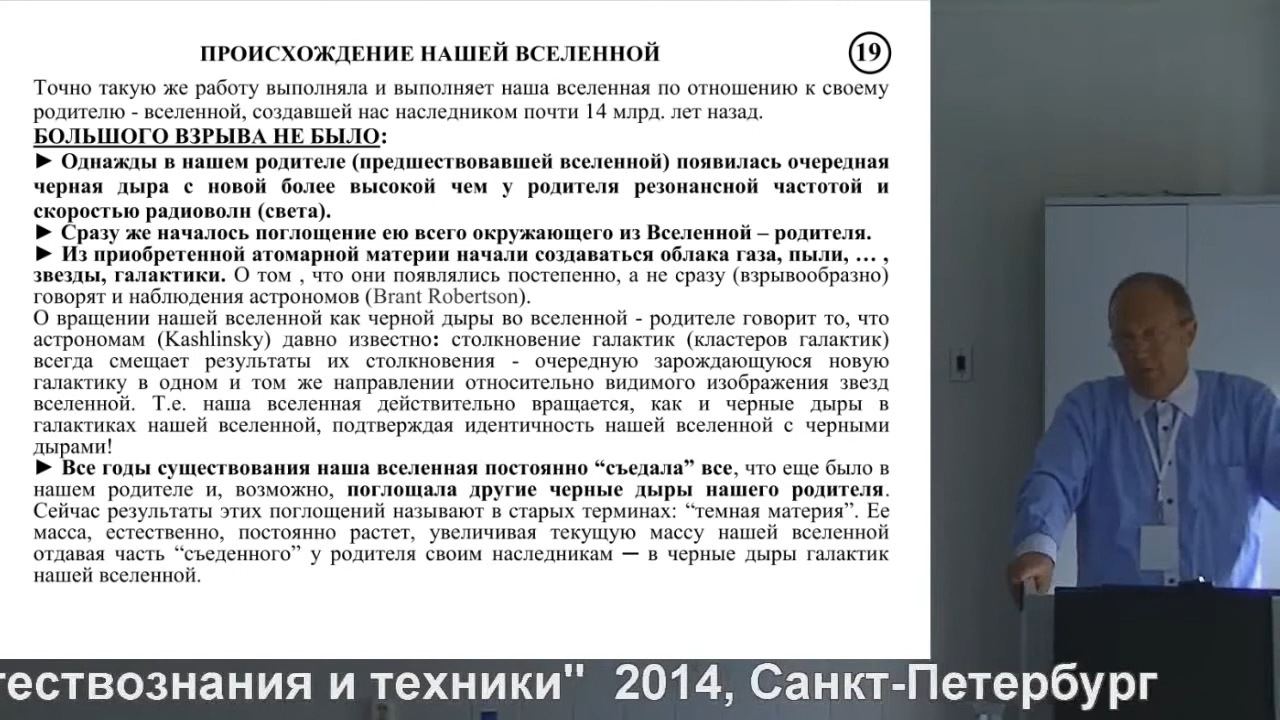 ПРОИСХОЖДЕНИЕ НАШЕЙ ВСЕЛЕННОЙ
19
Точно такую же работу выполняла и выполняет наша вселенная по отношению к своему
родителю - вселенной, создавшей нас наследником почти 14 млрд. лет назад.
БОЛЬШОГО ВЗРЫВА НЕ БЫЛО:
► Однажды в нашем родителе (предшествовавшей вселенной) появилась очередная
черная дыра с новой более высокой чем у родителя резонансной частотой и
скоростью радиоволн (света).
► Сразу же началось поглощение ею всего окружающего из Вселенной – родителя.
► Из приобретенной атомарной материи начали создаваться облака газа, пыли, … ,
звезды, галактики. О том , что они появлялись постепенно, а не сразу (взрывообразно)
говорят и наблюдения астрономов (Brant Robertson).
О вращении нашей вселенной как черной дыры во вселенной - родителе говорит то, что
астрономам (Kashlinsky) давно известно: столкновение галактик (кластеров галактик)
всегда смещает результаты их столкновения - очередную зарождающуюся новую
галактику в одном и том же направлении относительно видимого изображения звезд
вселенной. Т.е. наша вселенная действительно вращается, как и черные дыры в
галактиках нашей вселенной, подтверждая идентичность нашей вселенной с черными
дырами!
► Все годы существования наша вселенная постоянно “съедала” все, что еще было в
нашем родителе и, возможно, поглощала другие черные дыры нашего родителя.
Сейчас результаты этих поглощений называют в старых терминах: “темная материя”. Ее
масса, естественно, постоянно растет, увеличивая текущую массу нашей вселенной
отдавая часть “съеденного” у родителя своим наследникам ─ в черные дыры галактик
нашей вселенной.
тествознания и техники" 2014, Санкт-Петербург